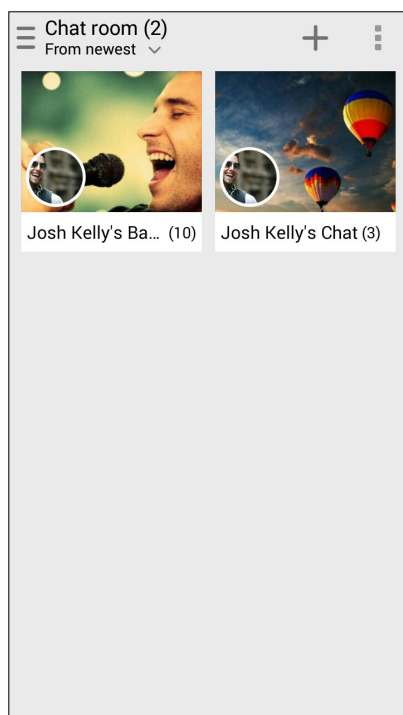 Chat room (2)
From newest
Josh Kelly's Ba... (10)
Josh Kelly's Chat (3)